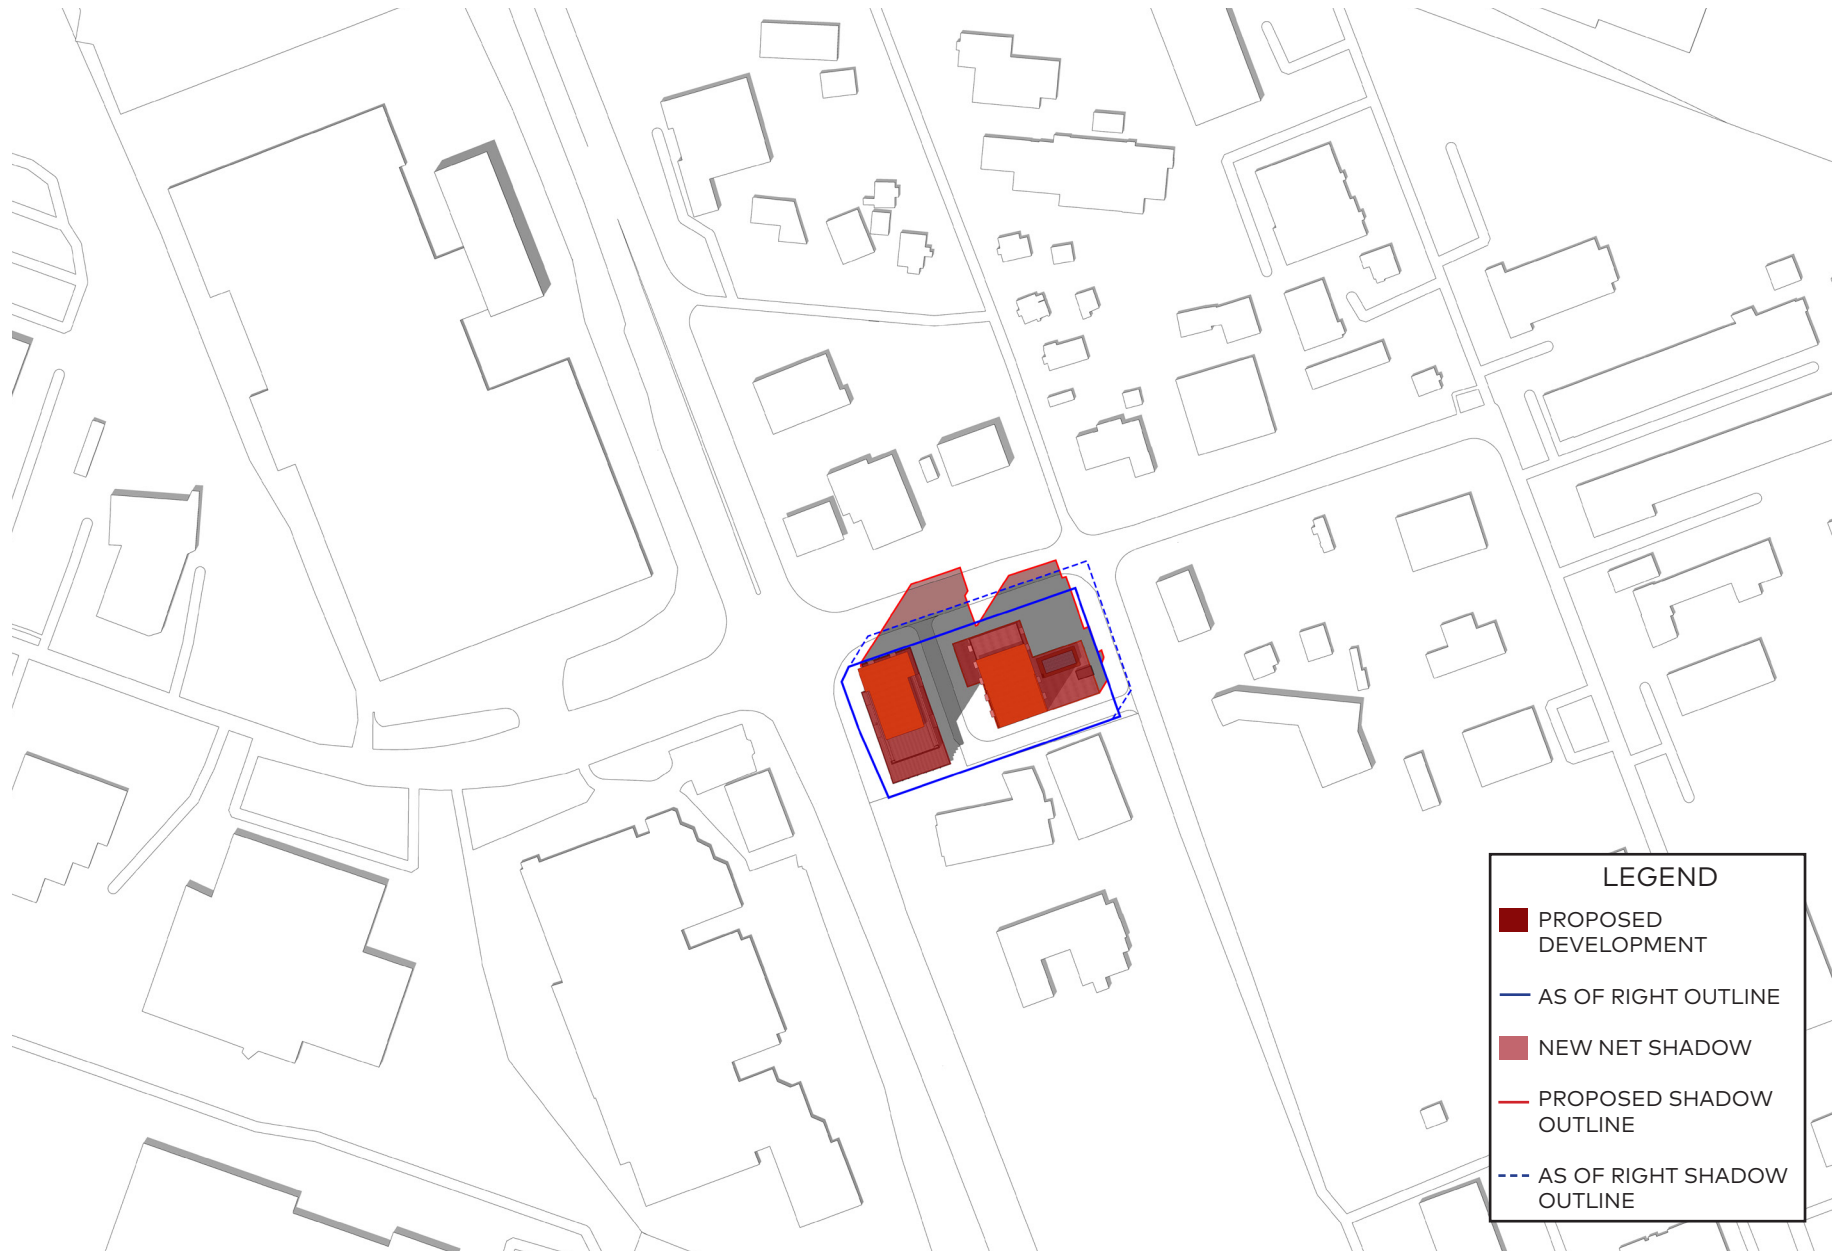 LEGEND
PROPOSED
DEVELOPMENT
AS OF RIGHT OUTLINE
NEW NET SHADOW
PROPOSED SHADOW
OUTLINE
AS OF RIGHT SHADOW
OUTLINE